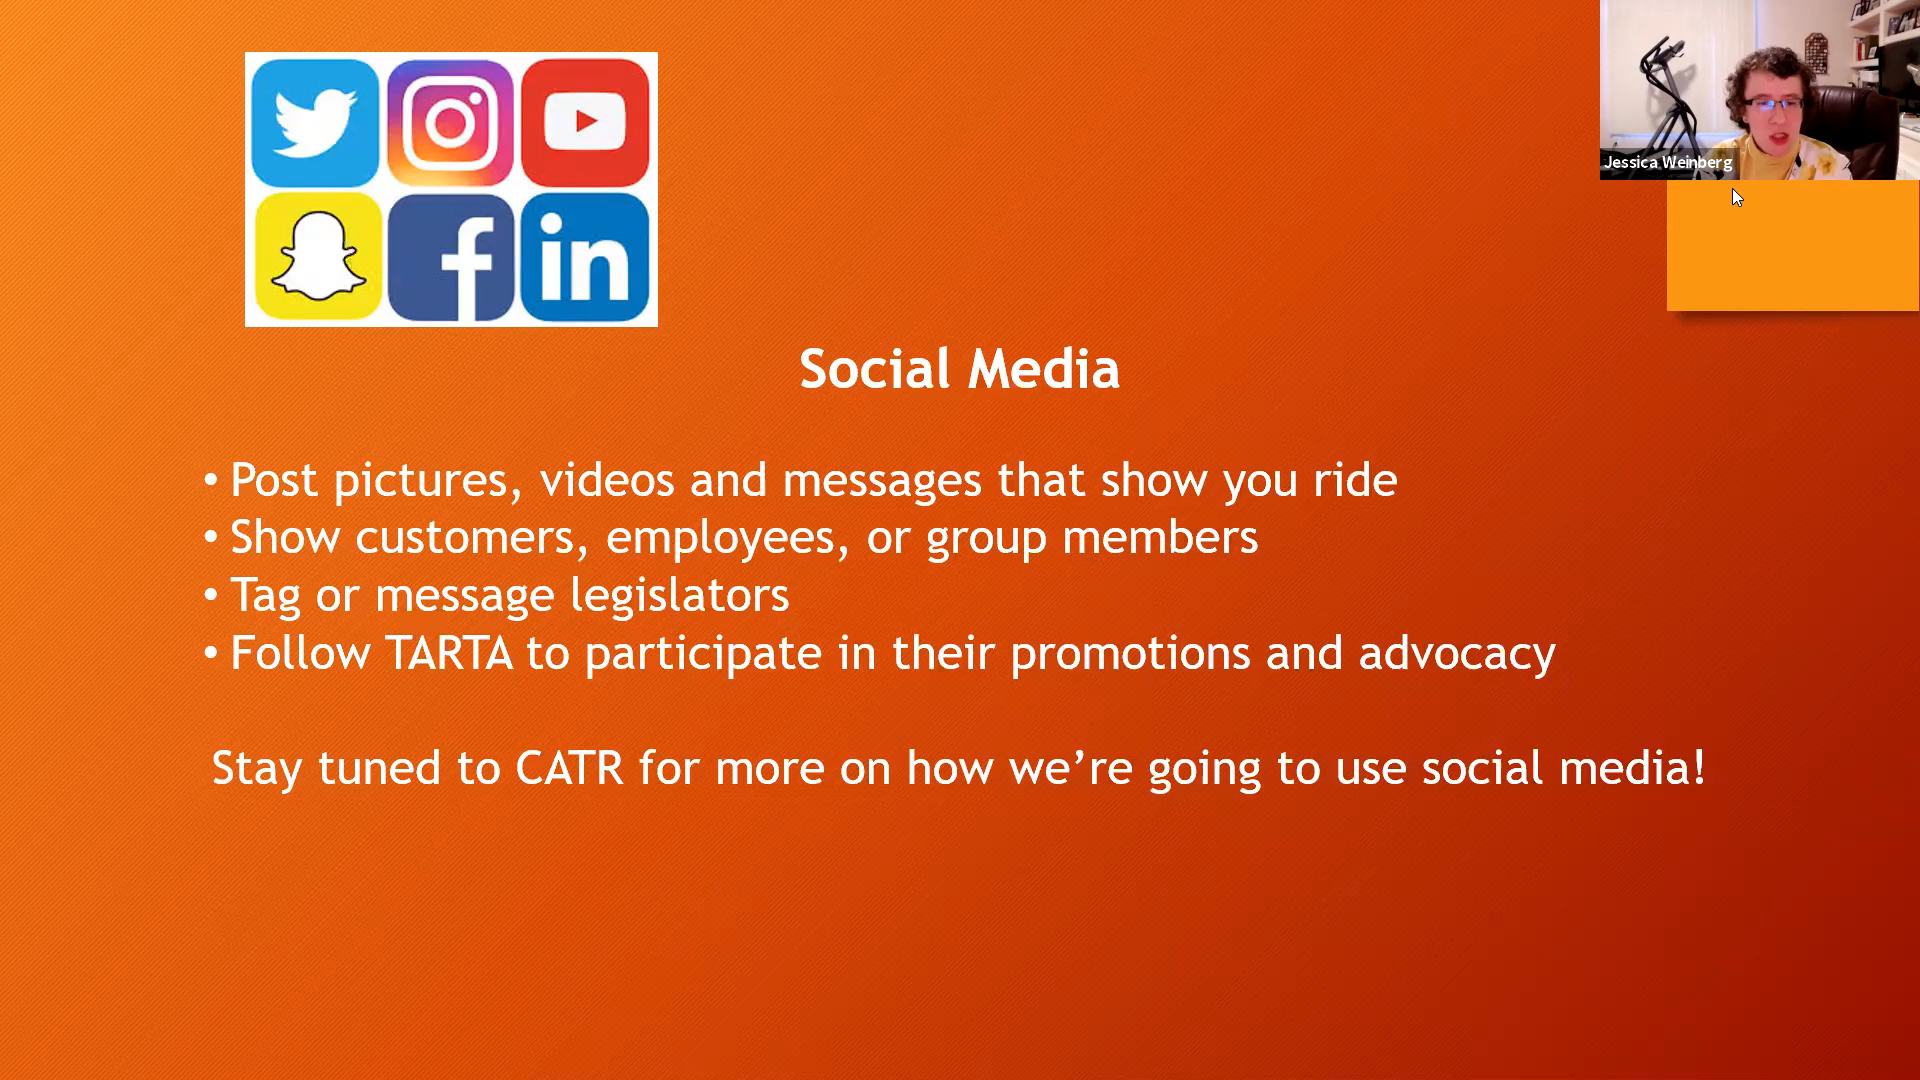 Jessica Weinberg
in
Social Media
• Post pictures, videos and messages that show you ride
• Show customers, employees, or group members
• Tag or message legislators
• Follow TARTA to participate in their promotions and advocacy
Stay tuned to CATR for more on how we’re going to use social media!